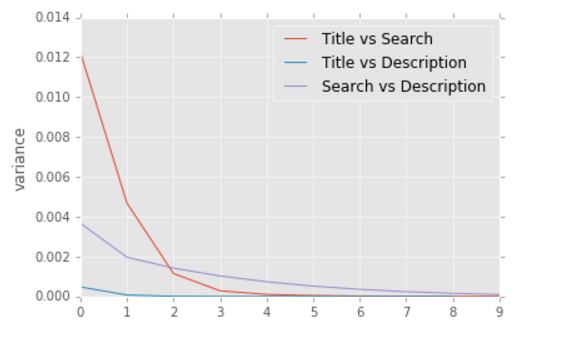 0.014
0.012
0.010
0.008
0.006
0.004
0.002
0.000
variance
Title vs Search
Title vs Description
Search vs Description
0 1 2 3 4 5 6 7 8 9